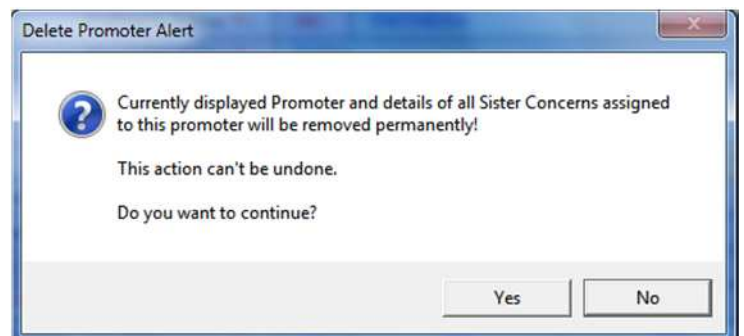 Delete Promoter Alert
Currently displayed Promoter and details of all Sister Concerns assigned
to this promoter will be removed permanently!
This action can't be undone.
Do you want to continue?
Yes No